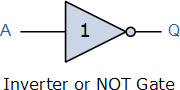 A 1 Q
Inverter or NOT Gate